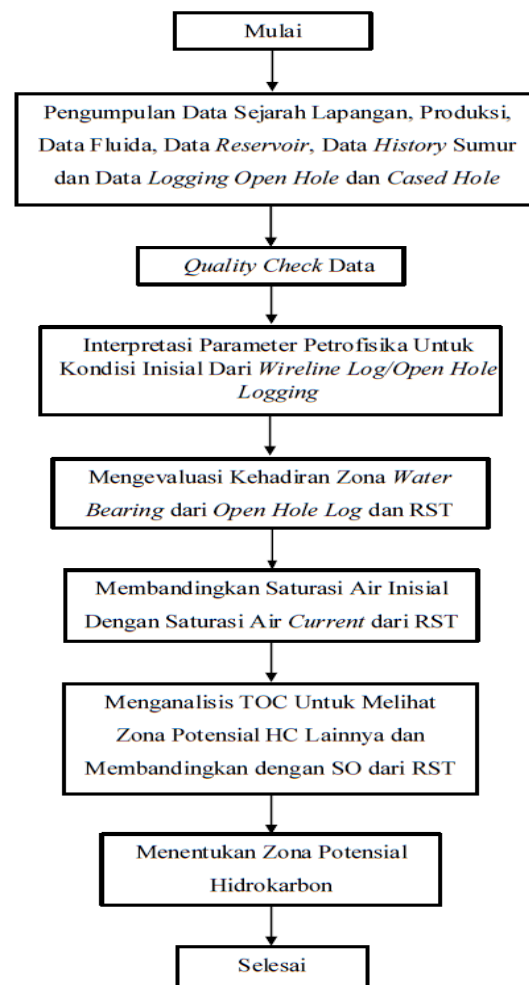 Mulai
Pengumpulan Data Sejarah Lapangan, Produksi,
Data Fluida, Data Reservoir, Data History Sumur
dan Data Logging Open Hole dan Cased Hole
Quality Check Data
Interpretasi Parameter Petrofisika Untuk
Kondisi Inisial Dari Wireline Log/Open Hole
Logging
Mengevaluasi Kehadiran Zona Water
Bearing dari Open Hole Log dan RST
Membandingkan Saturasi Air Inisial
Dengan Saturasi Air Current dari RST
Menganalisis TOC Untuk Melihat
Zona Potensial HC Lainnya dan
Membandingkan dengan SO dari RST
Menentukan Zona Potensial
Hidrokarbon
Selesai